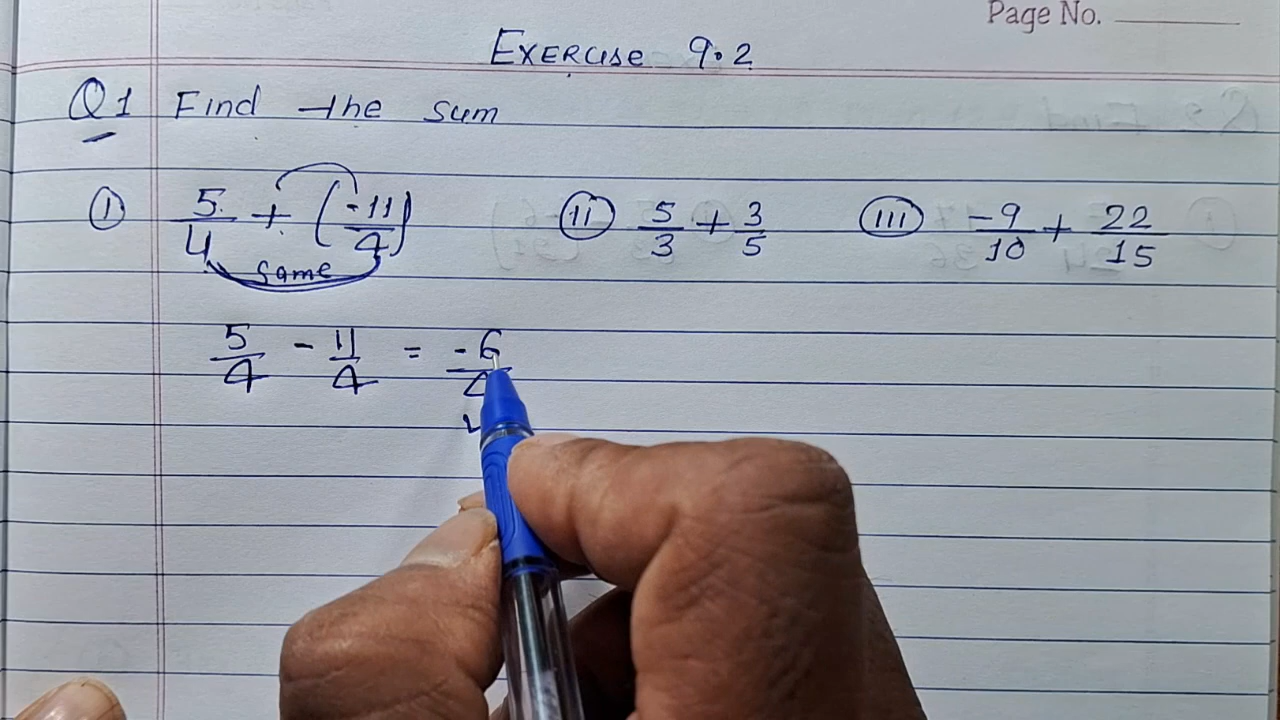 Page No.
Exercise 9.2
Q1 Find the sum
(i) 5/4 + (-11/4) (ii) 5/3 + 3/5 (iii) -9/10 + 22/15
same
5/4 - 11/4 = -6/4